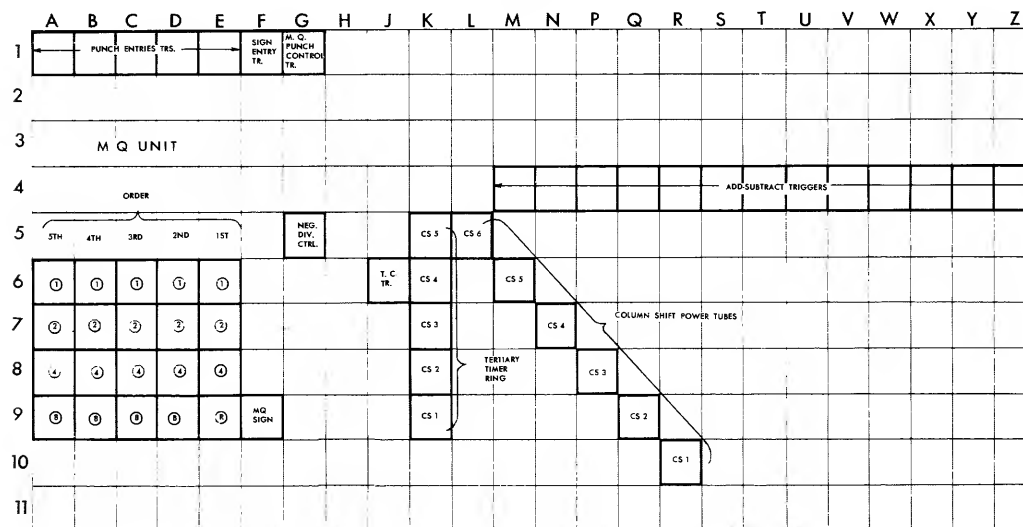 A B C D E F G H J K L M N P Q R S T U V W X Y Z
1 PUNCH ENTRIES TRS. SIGN ENTRY TR. M. Q. PUNCH CONTROL TR.
2
3 M Q UNIT
4 ADD-SUBTRACT TRIGGERS
ORDER
5 5TH 4TH 3RD 2ND 1ST NEG. DIV. CTRL. CS 5 CS 6
6 1 1 1 1 1 T. C TR. CS 4 CS 5
7 2 2 2 2 2 CS 3 CS 4
COLUMN SHIFT POWER TUBES
8 4 4 4 4 4 CS 2 CS 3
TERTIARY TIMER RING
9 8 8 8 8 R MQ SIGN CS 1 CS 2
10 CS 1
11